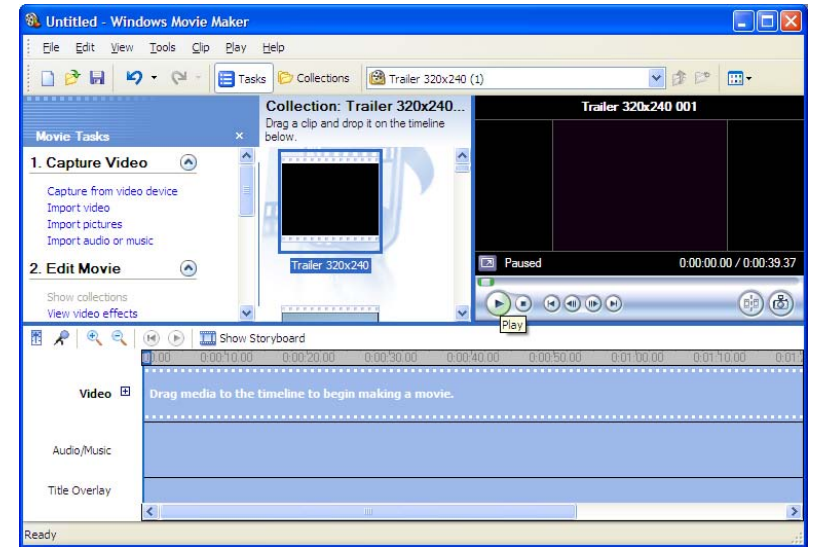 Untitled - Windows Movie Maker
File Edit View Tools Clip Play Help
Tasks Collections Trailer 320x240 (1)
Movie Tasks ×
1. Capture Video
Capture from video device
Import video
Import pictures
Import audio or music
2. Edit Movie
Show collections
View video effects
Collection: Trailer 320x240...
Drag a clip and drop it on the timeline
below.
Trailer 320x240
Trailer 320x240 001
Paused 0:00:00.00 / 0:00:39.37
Play
Show Storyboard
0:00:10.00 0:00:20.00 0:00:30.00 0:00:40.00 0:00:50.00 0:01:00.00 0:01:10.00
Video Drag media to the timeline to begin making a movie.
Audio/Music
Title Overlay
Ready